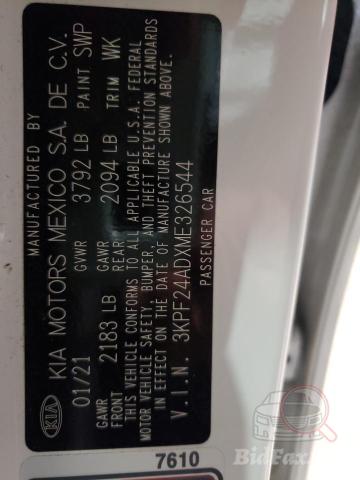 MANUFACTURED BY
KIA MOTORS MEXICO S.A. DE C.V.
01/21 GVWR 3792 LB PAINT SWP
GAWR FRONT 2183 LB GAWR REAR 2094 LB TRIM WK
THIS VEHICLE CONFORMS TO ALL APPLICABLE U.S.A. FEDERAL
MOTOR VEHICLE SAFETY, BUMPER, AND THEFT PREVENTION STANDARDS
IN EFFECT ON THE DATE OF MANUFACTURE SHOWN ABOVE.
V.I.N. 3KPF24ADXME326544
PASSENGER CAR
KIA
7610
BidFax